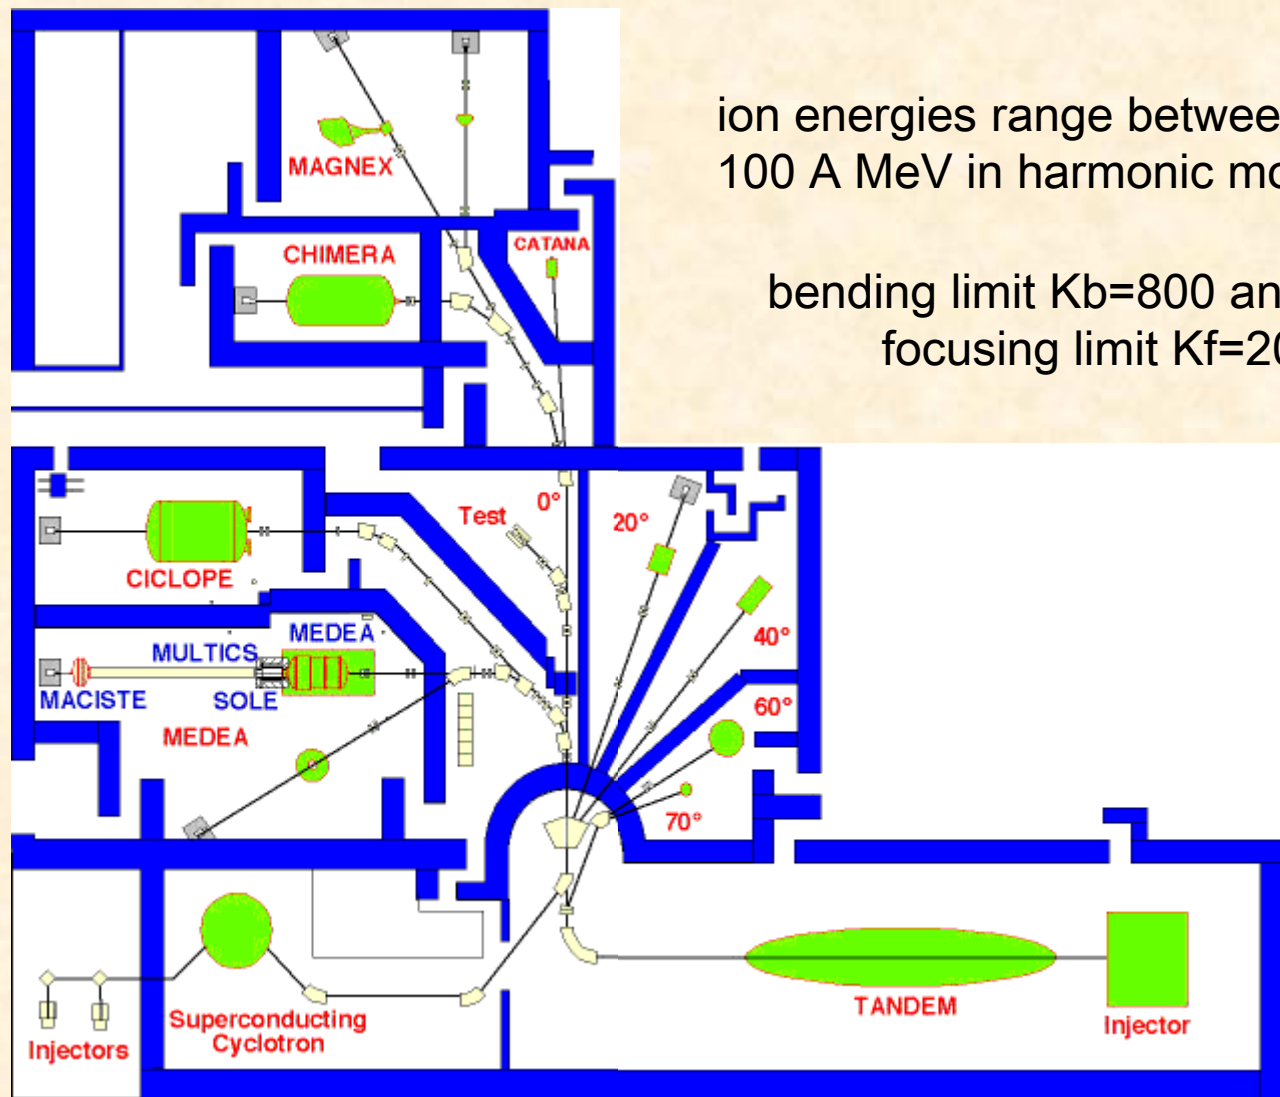 ion energies range betwee
100 A MeV in harmonic mo
bending limit Kb=800 an
focusing limit Kf=20
MAGNEX
CATANA
CHIMERA
0°
Test
20°
CICLOPE
40°
MEDEA
MULTICS
MACISTE
SOLE
MEDEA
60°
70°
TANDEM
Superconducting
Cyclotron
Injector
Injectors